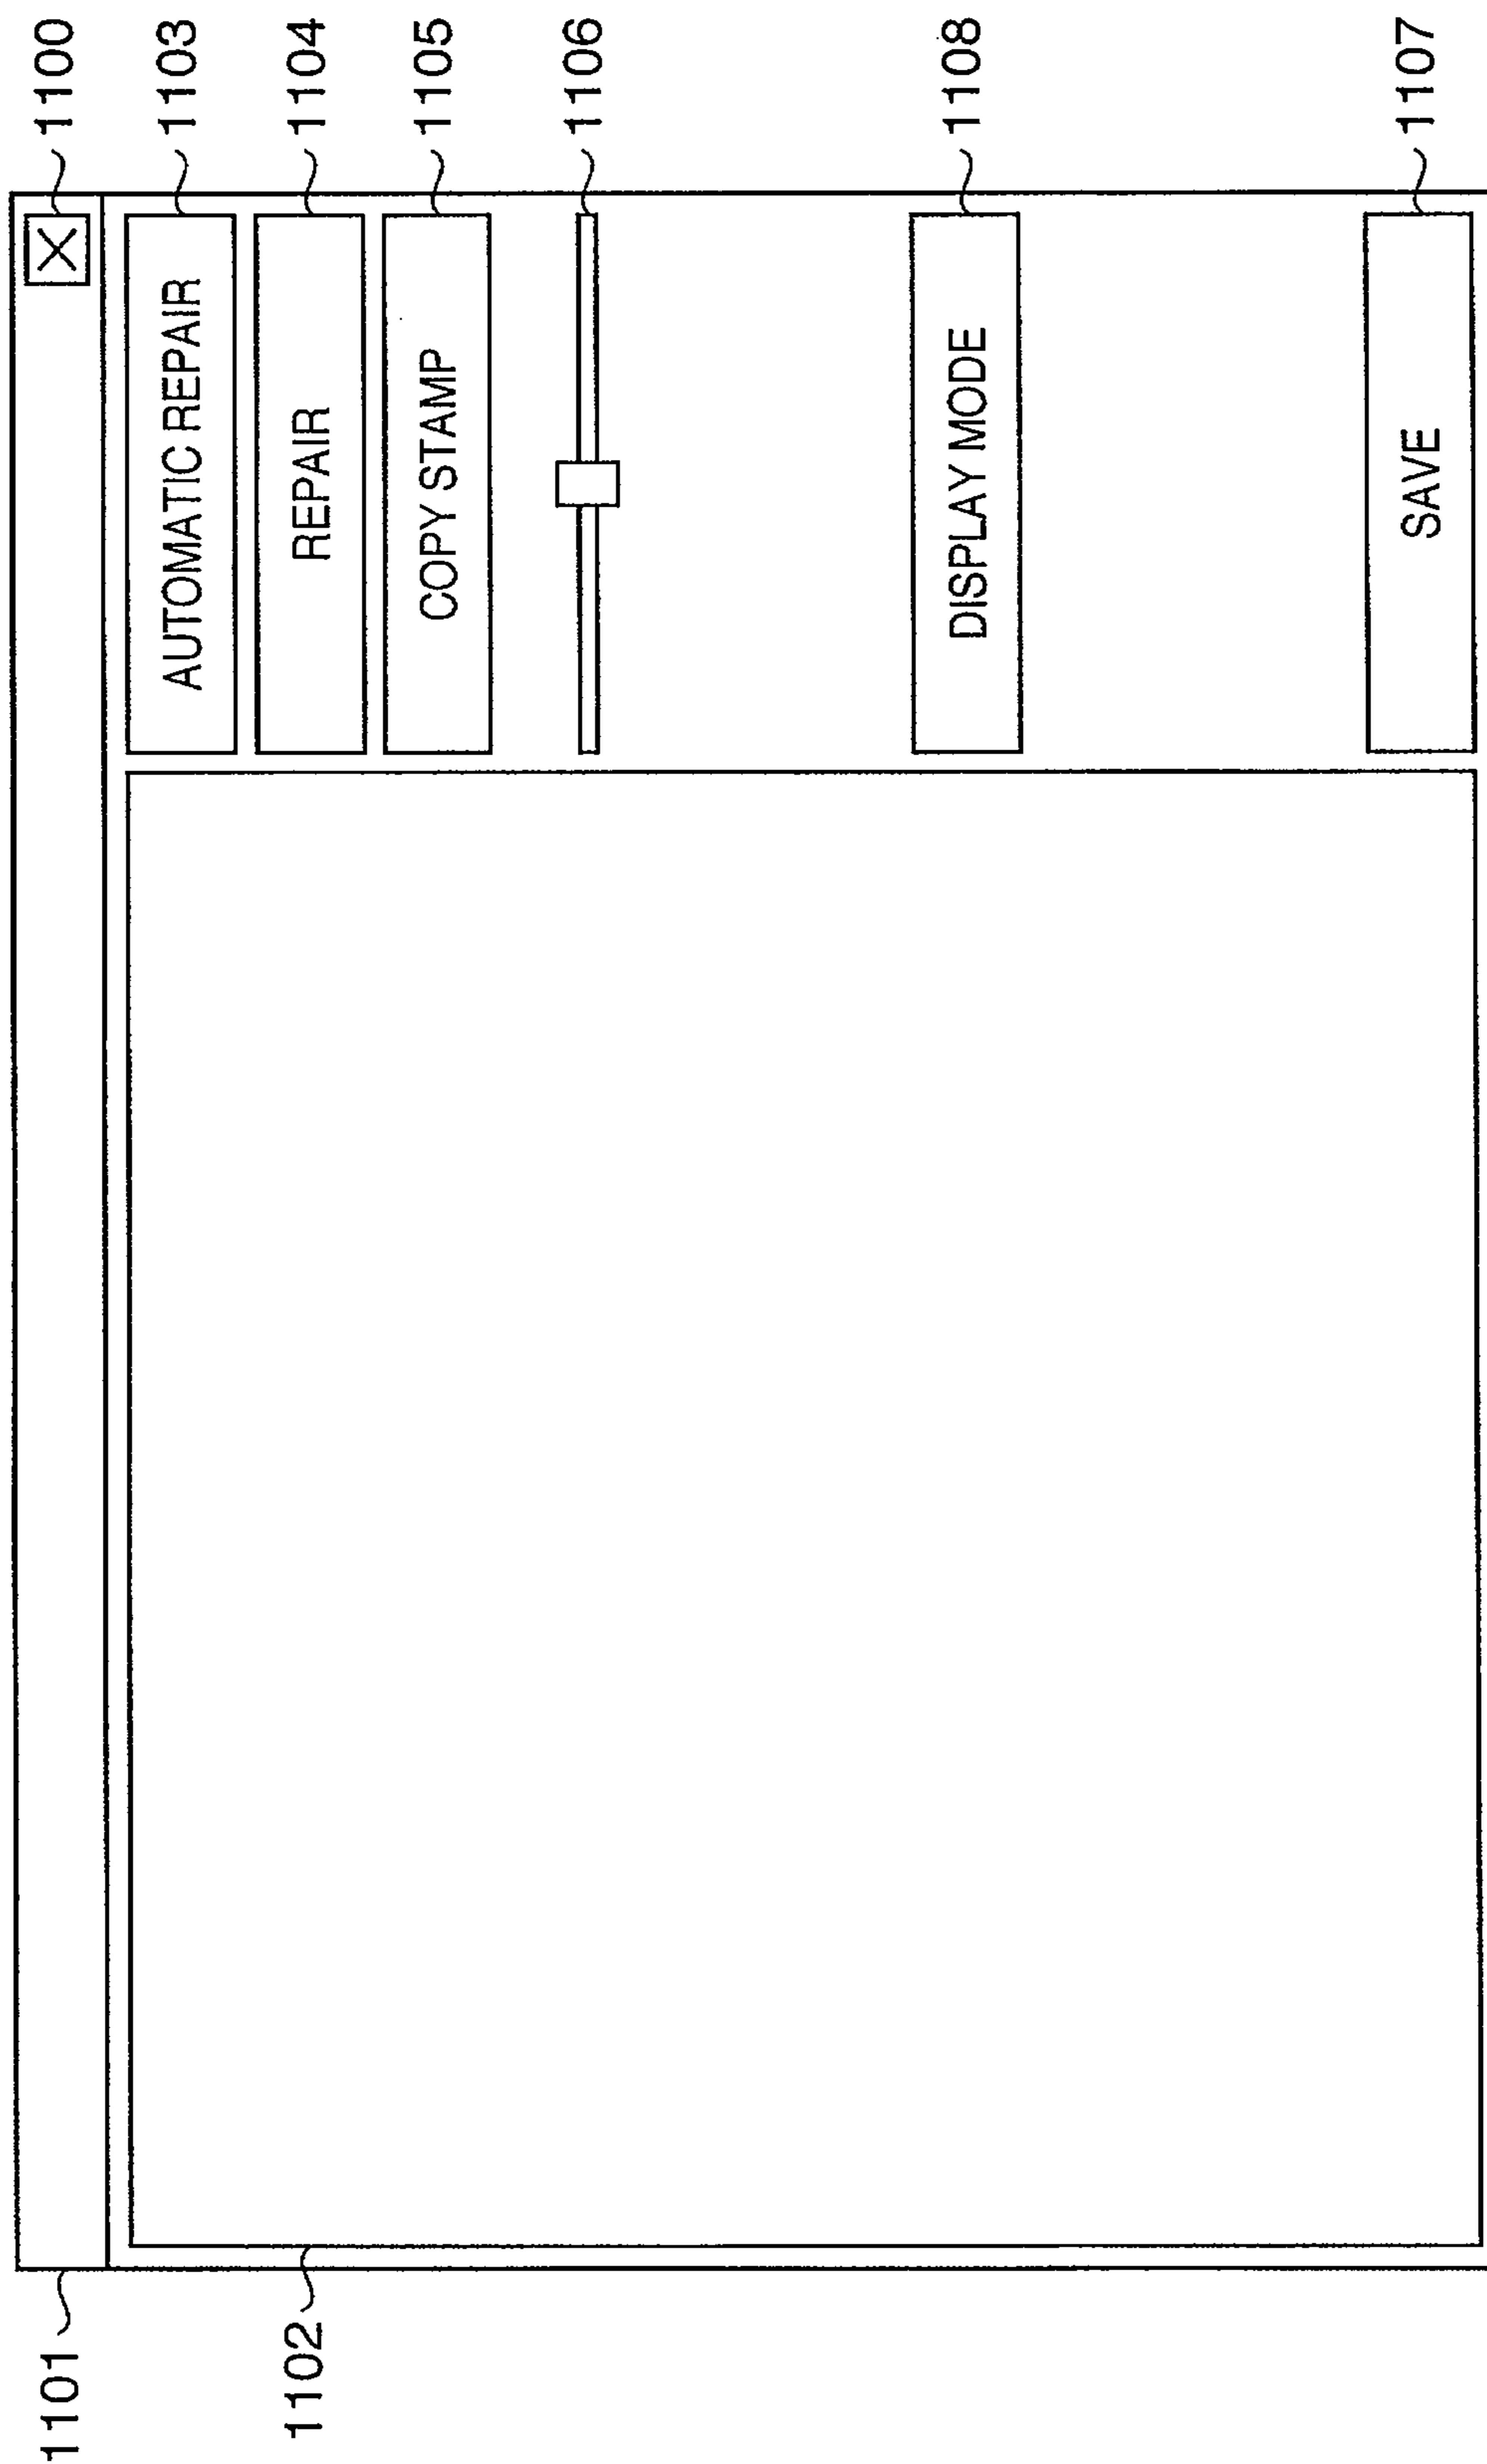 1101
1100
1102
AUTOMATIC REPAIR
1103
REPAIR
1104
COPY STAMP
1105
1106
DISPLAY MODE
1108
SAVE
1107